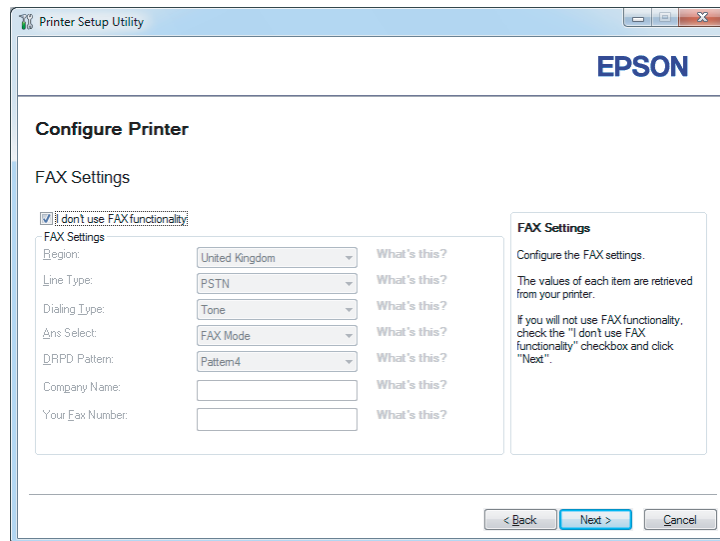 Printer Setup Utility
EPSON
Configure Printer
FAX Settings
I don't use FAX functionality
FAX Settings
Region: United Kingdom What's this?
Line Type: PSTN What's this?
Dialing Type: Tone What's this?
Ans Select: FAX Mode What's this?
DRPD Pattern: Pattern4 What's this?
Company Name: What's this?
Your Fax Number: What's this?
FAX Settings
Configure the FAX settings.
The values of each item are retrieved
from your printer.
If you will not use FAX functionality,
check the "I don't use FAX
functionality" checkbox and click
"Next".
< Back Next > Cancel